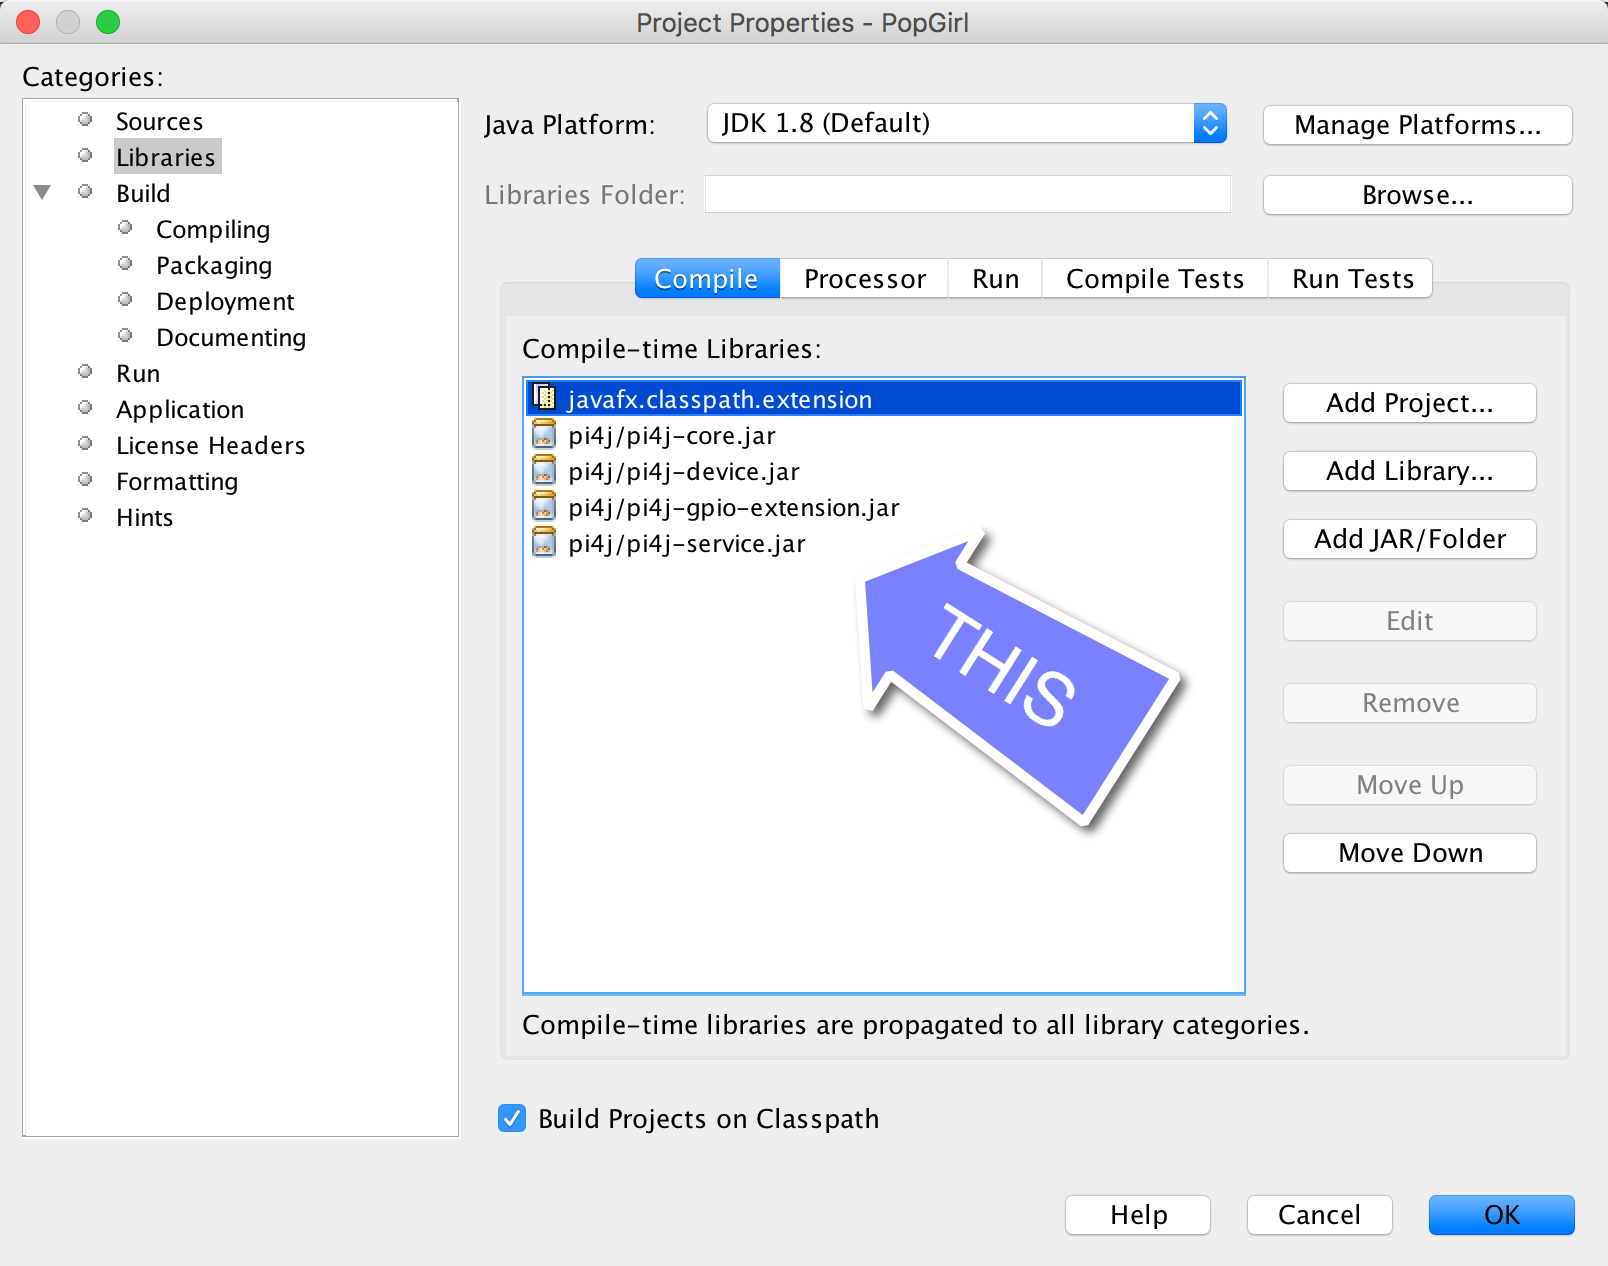 Project Properties - PopGirl
Categories:
Sources
Libraries
Build
Compiling
Packaging
Deployment
Documenting
Run
Application
License Headers
Formatting
Hints
Java Platform:
JDK 1.8 (Default)
Manage Platforms...
Libraries Folder:
Browse...
Compile
Processor
Run
Compile Tests
Run Tests
Compile-time Libraries:
javafx.classpath.extension
pi4j/pi4j-core.jar
pi4j/pi4j-device.jar
pi4j/pi4j-gpio-extension.jar
pi4j/pi4j-service.jar
THIS
Add Project...
Add Library...
Add JAR/Folder
Edit
Remove
Move Up
Move Down
Compile-time libraries are propagated to all library categories.
Build Projects on Classpath
Help
Cancel
OK